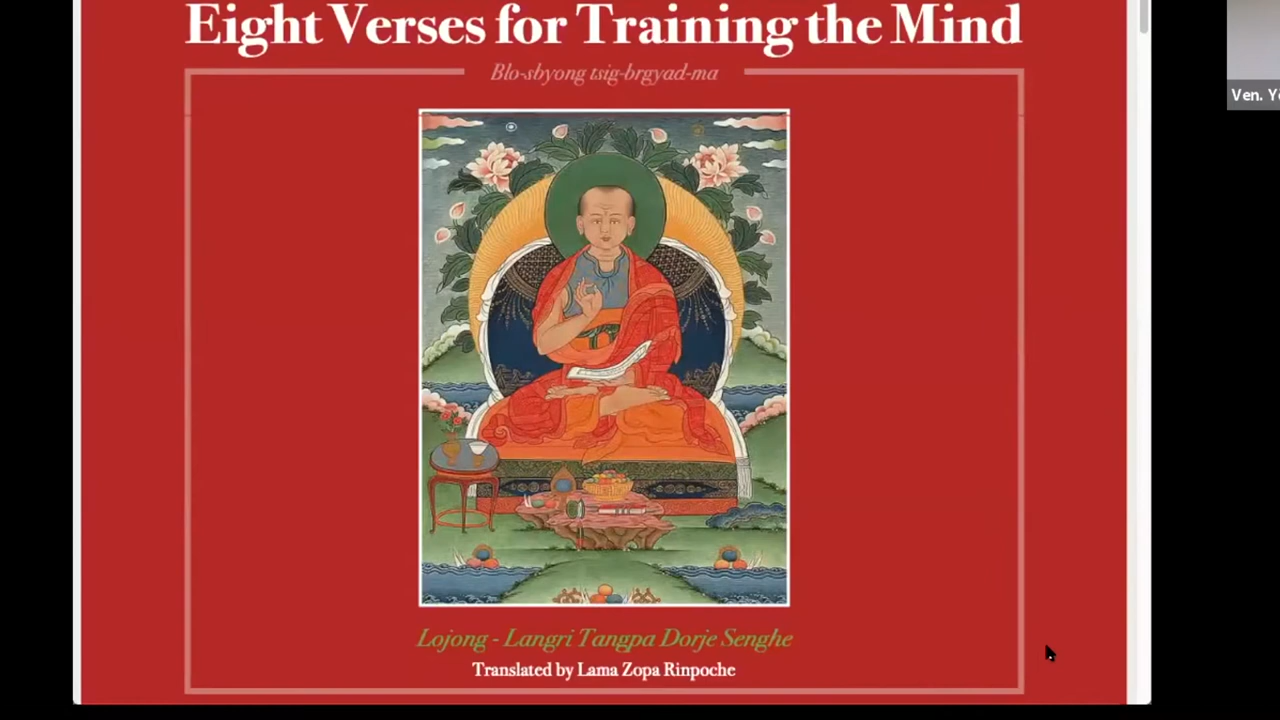 Eight Verses for Training the Mind
Blo-sbyong tsig-brgyad-ma
Lojong - Langri Tangpa Dorje Senghe
Translated by Lama Zopa Rinpoche
Ven.